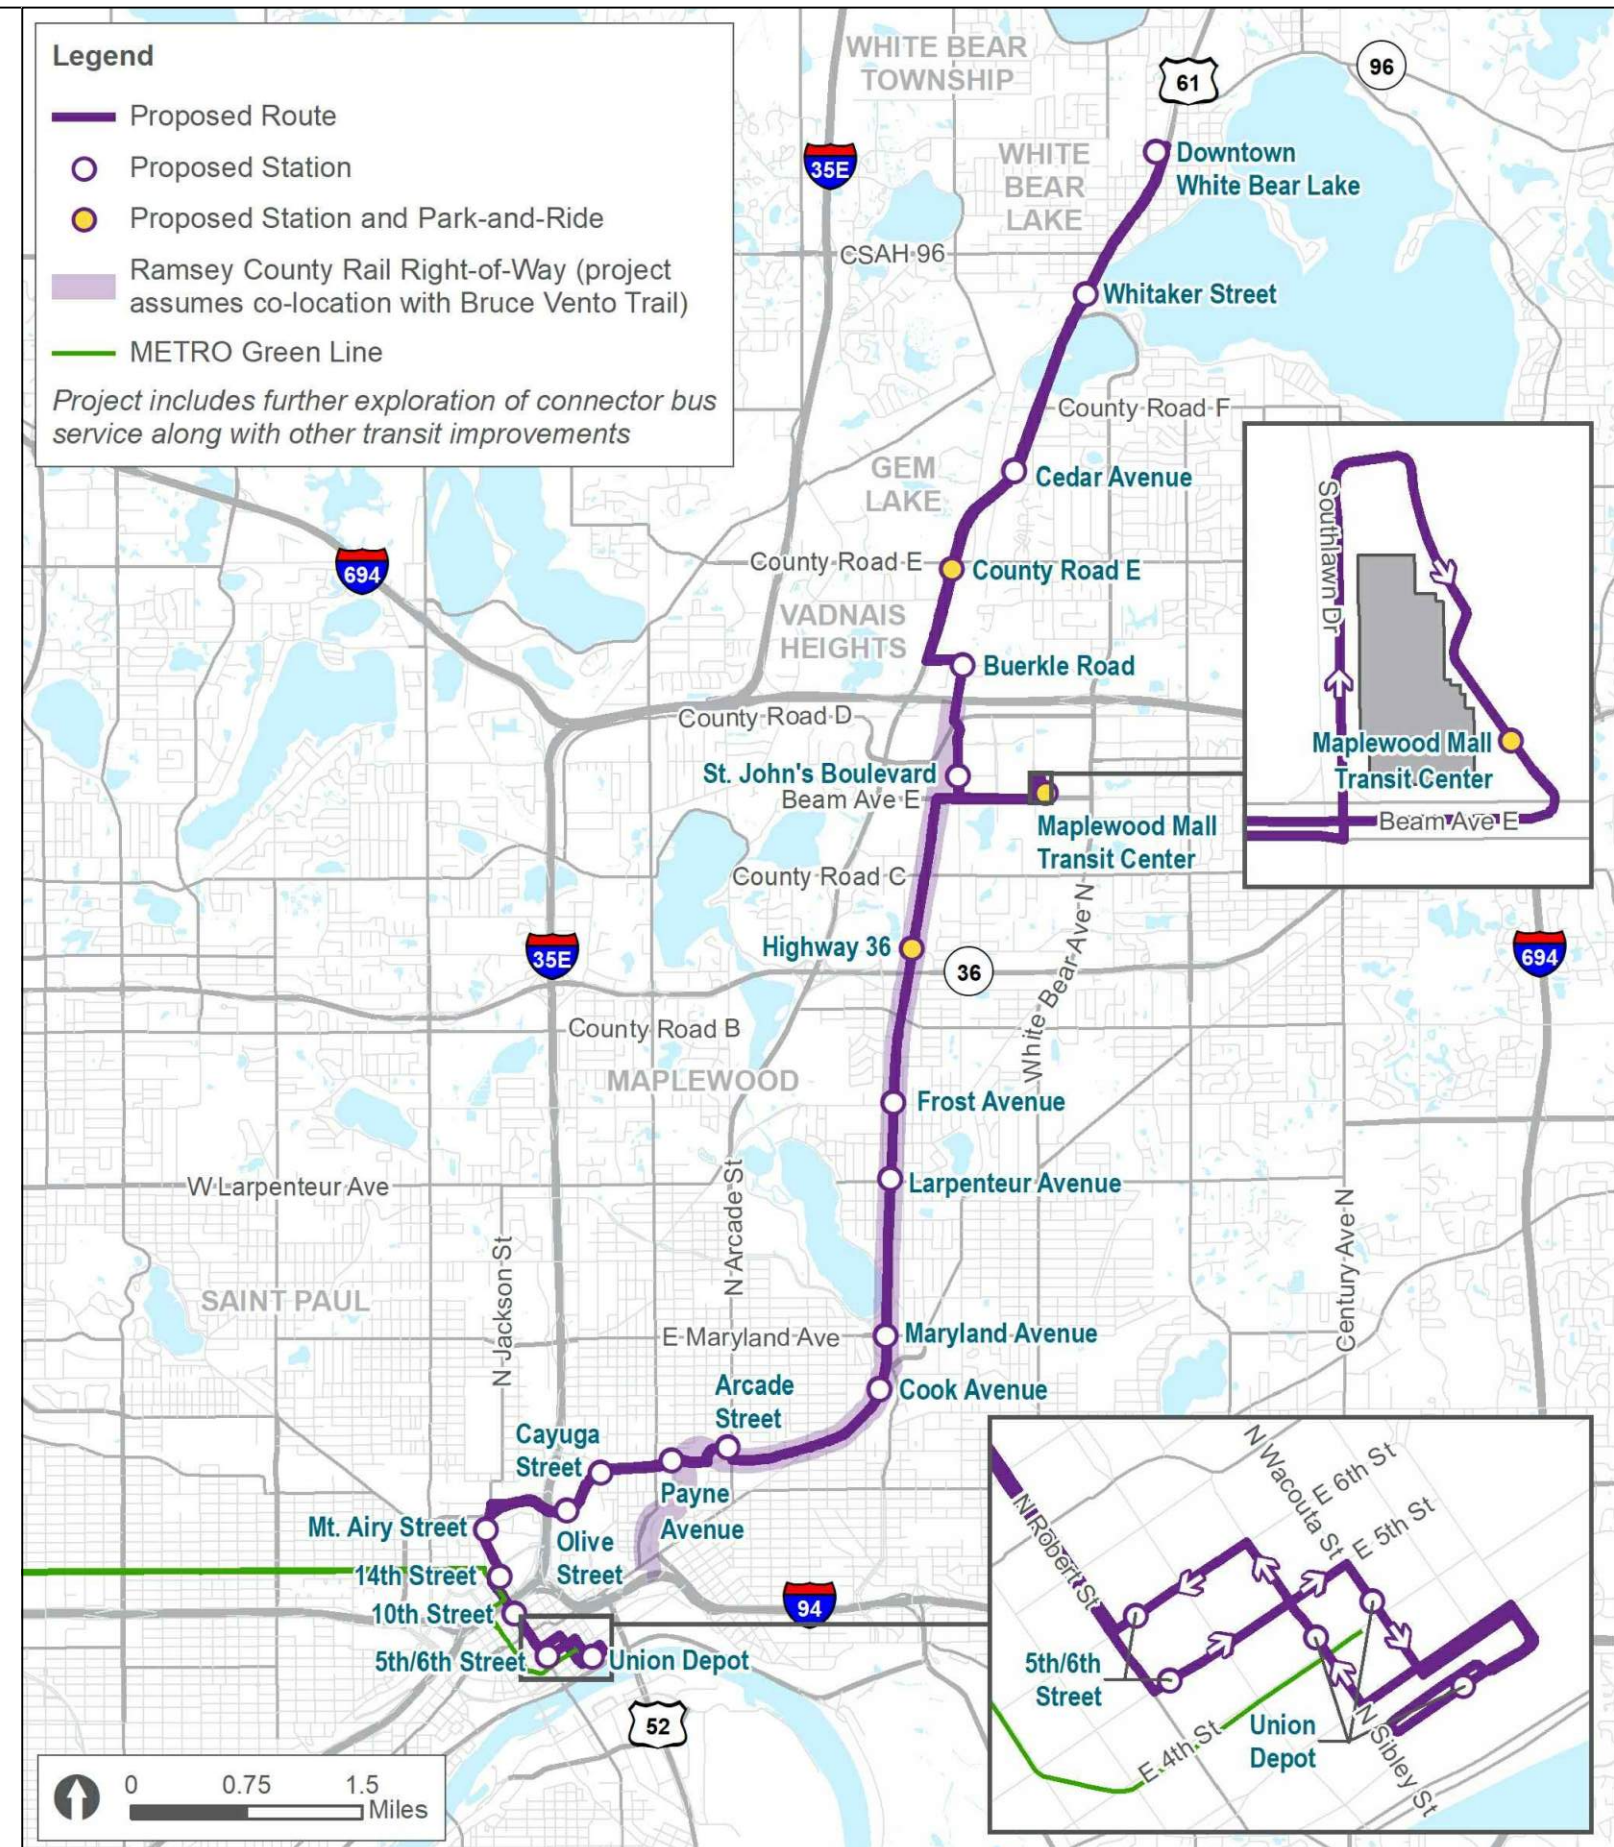 Legend
Proposed Route
Proposed Station
Proposed Station and Park-and-Ride
Ramsey County Rail Right-of-Way (project
assumes co-location with Bruce Vento Trail)
METRO Green Line
Project includes further exploration of connector bus
service along with other transit improvements
WHITE BEAR
TOWNSHIP
61
96
35E
WHITE
BEAR
LAKE
Downtown
White Bear Lake
CSAH 96
Whitaker Street
County Road F
GEM
LAKE
Cedar Avenue
694
County Road E
County Road E
VADNAIS
HEIGHTS
Buerkle Road
County Road D
St. John's Boulevard
Beam Ave E
Maplewood Mall
Transit Center
County Road C
Southlawn Dr
Maplewood Mall
Transit Center
Beam Ave E
White Bear Ave N
35E
Highway 36
36
694
County Road B
MAPLEWOOD
Frost Avenue
W Larpenteur Ave
N Arcade St
Larpenteur Avenue
N Jackson St
Century Ave N
SAINT PAUL
E Maryland Ave
Maryland Avenue
Arcade
Street
Cook Avenue
Cayuga
Street
Payne
Avenue
Mt. Airy Street
Olive
Street
14th Street
10th Street
94
5th/6th Street
Union Depot
52
N Wacouta St
E 6th St
E 5th St
N Robert St
5th/6th
Street
Union
Depot
E 4th St
N Sibley St
0 0.75 1.5
Miles